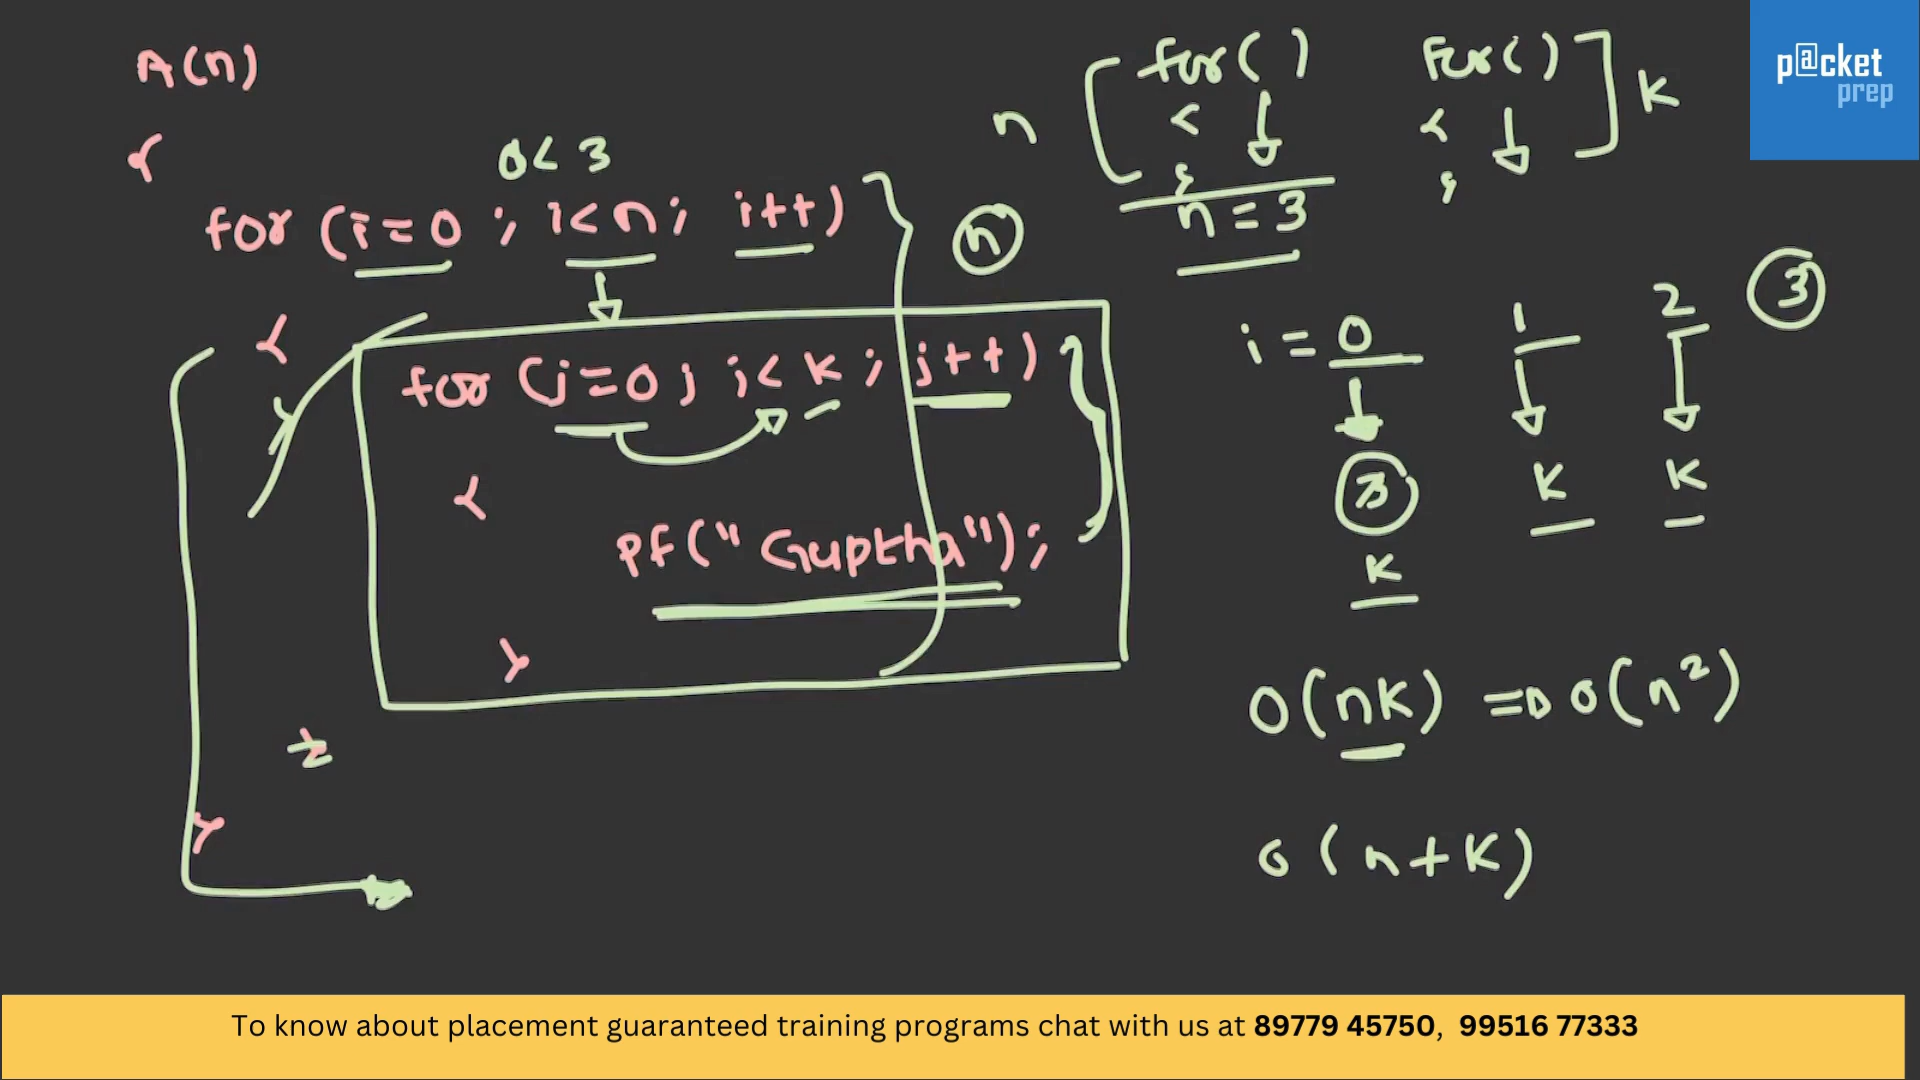 A(n)
{
0 < 3
for (i=0 ; i<n; i++)
n
{
for (j=0; j< k ; j++)
{
Pf("Guptha");
}
}
}
n [ for( ) for( ) ] k
{ {
} }
n = 3
i = 0 1 2 3
3 k k
k
O(nk) => O(n²)
O(n+k)
p@cket
prep
To know about placement guaranteed training programs chat with us at 89779 45750, 99516 77333